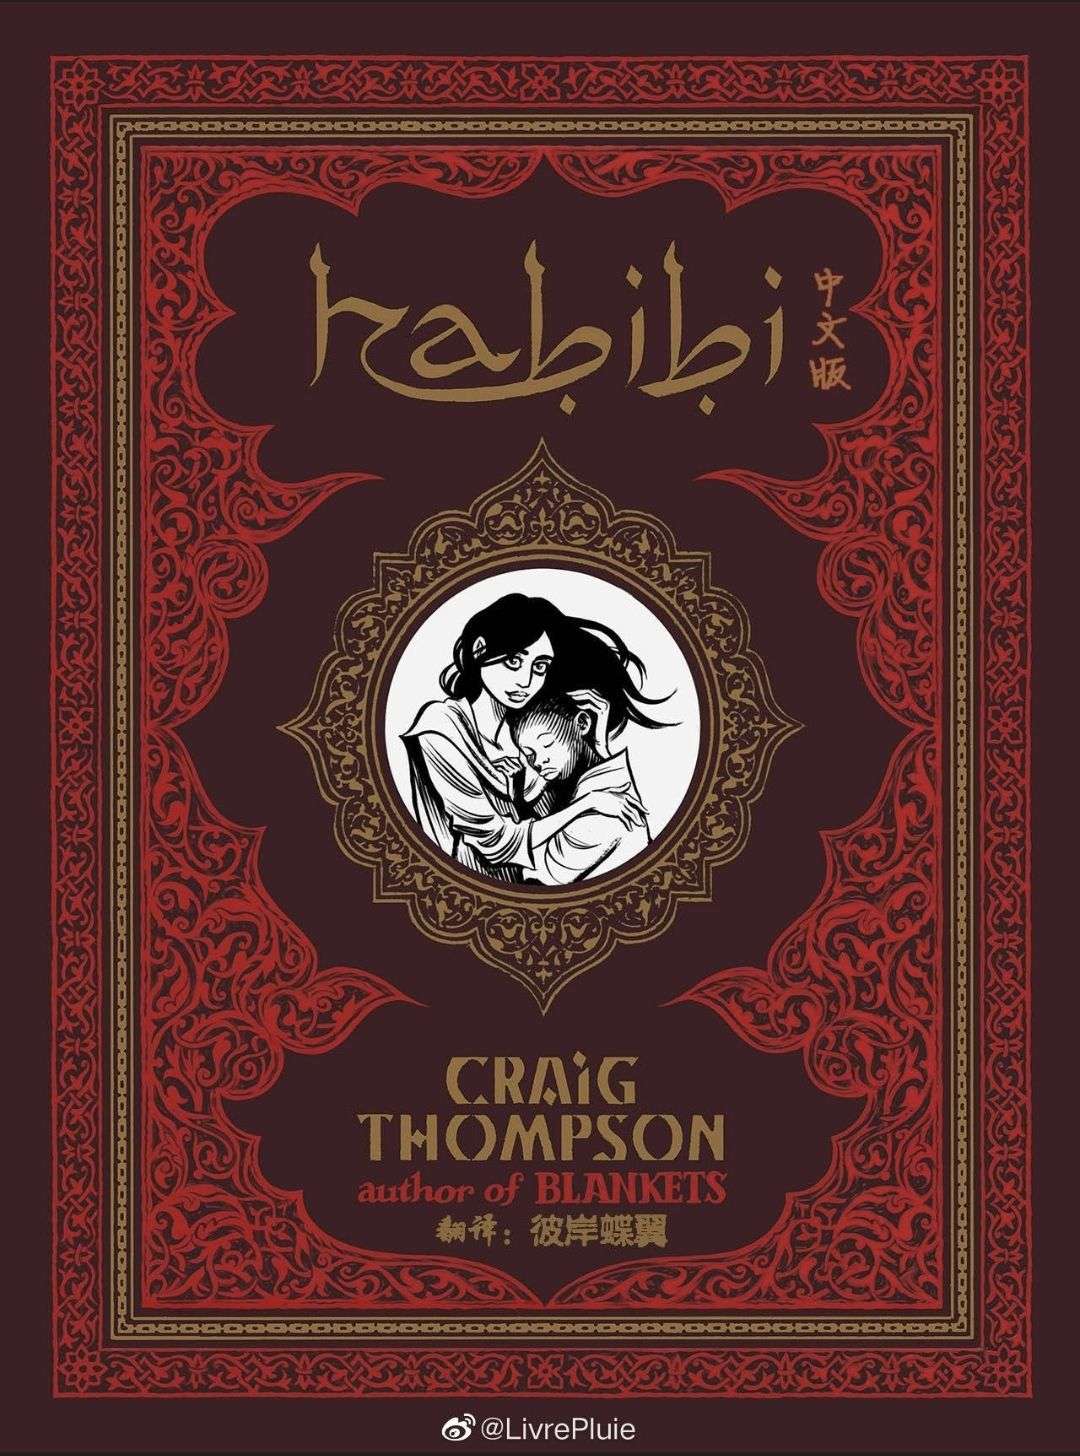 habibi
中文版
CRAIG
THOMPSON
author of BLANKETS
翻译：彼岸蝶翼
@LivrePluie